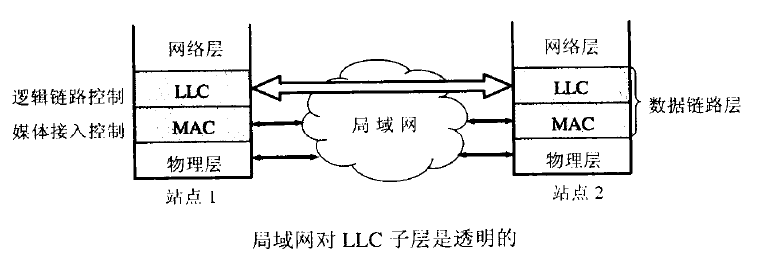 网络层
网络层
逻辑链路控制
LLC
LLC
数据链路层
媒体接入控制
MAC
局域网
MAC
物理层
物理层
站点 1
站点 2
局域网对 LLC 子层是透明的